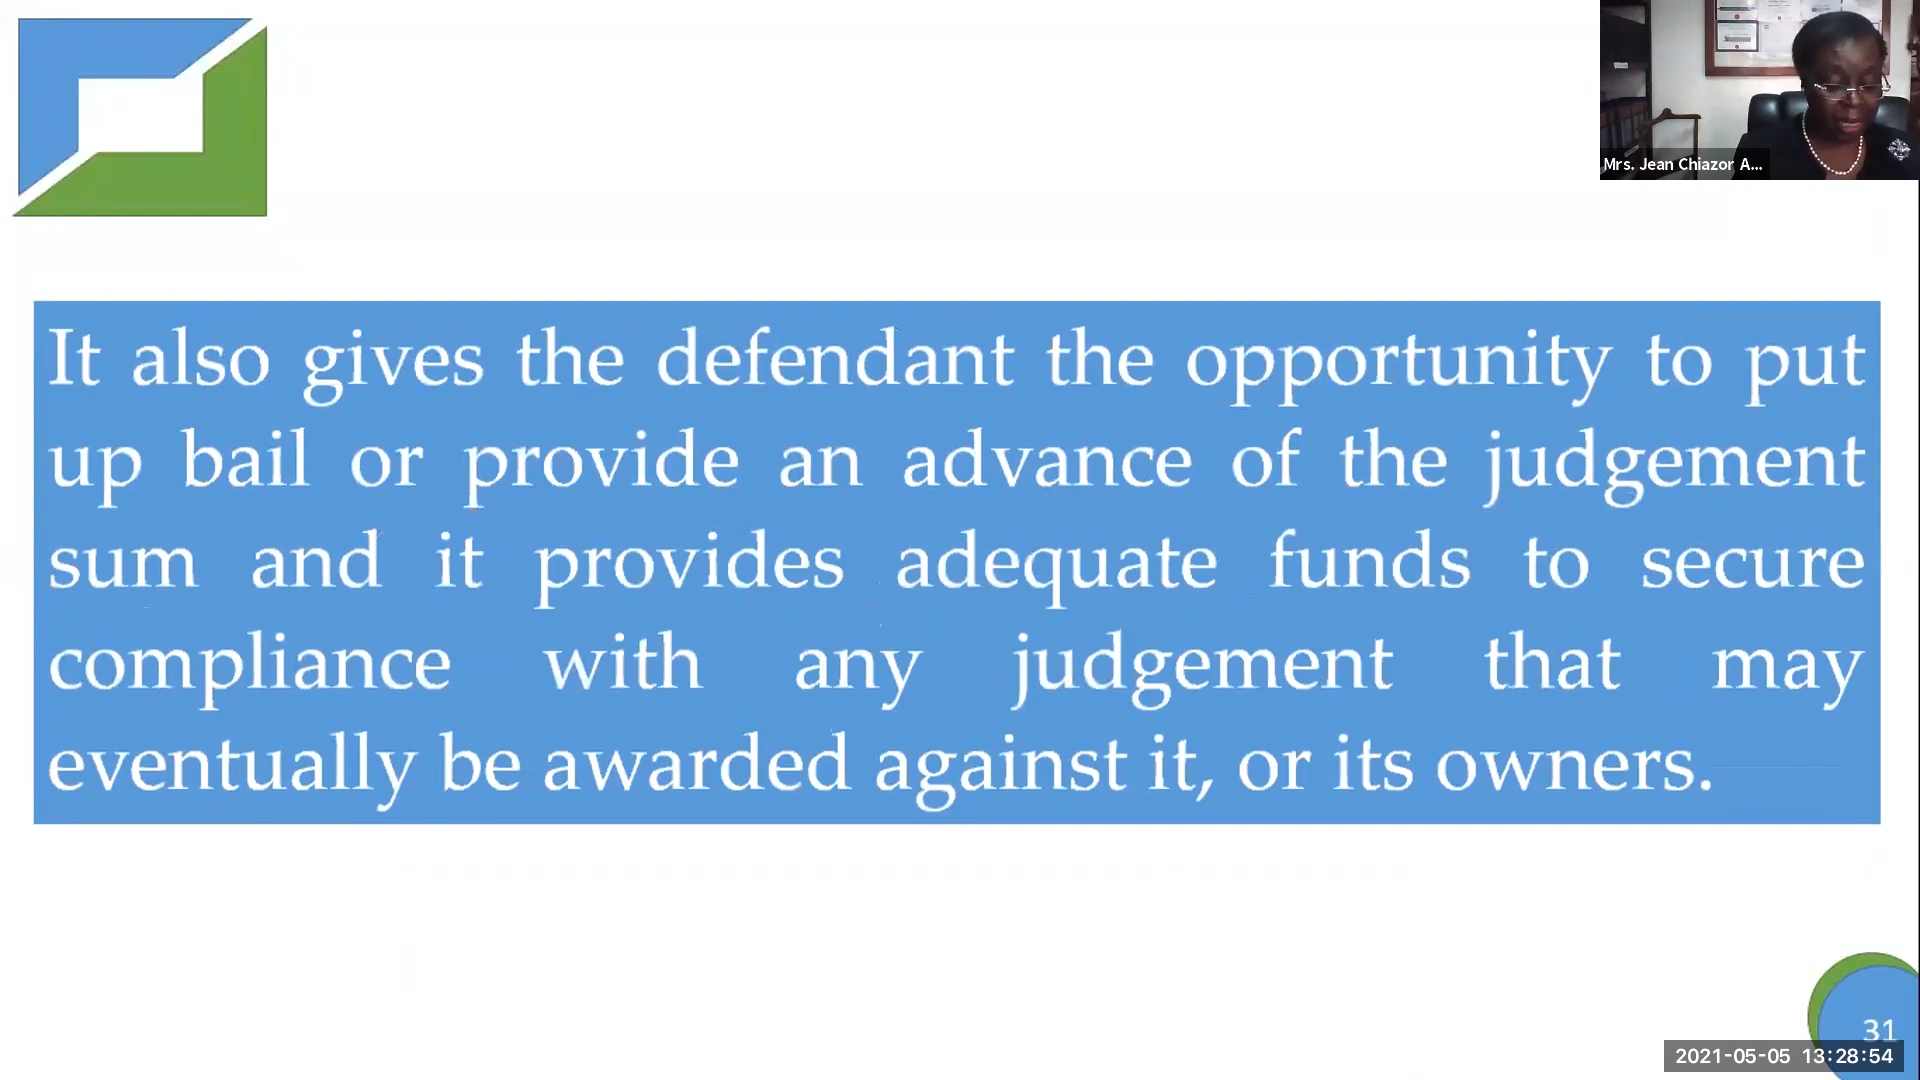 Mrs. Jean Chiazor A...
It also gives the defendant the opportunity to put
up bail or provide an advance of the judgement
sum and it provides adequate funds to secure
compliance with any judgement that may
eventually be awarded against it, or its owners.
31
2021-05-05 13:28:54